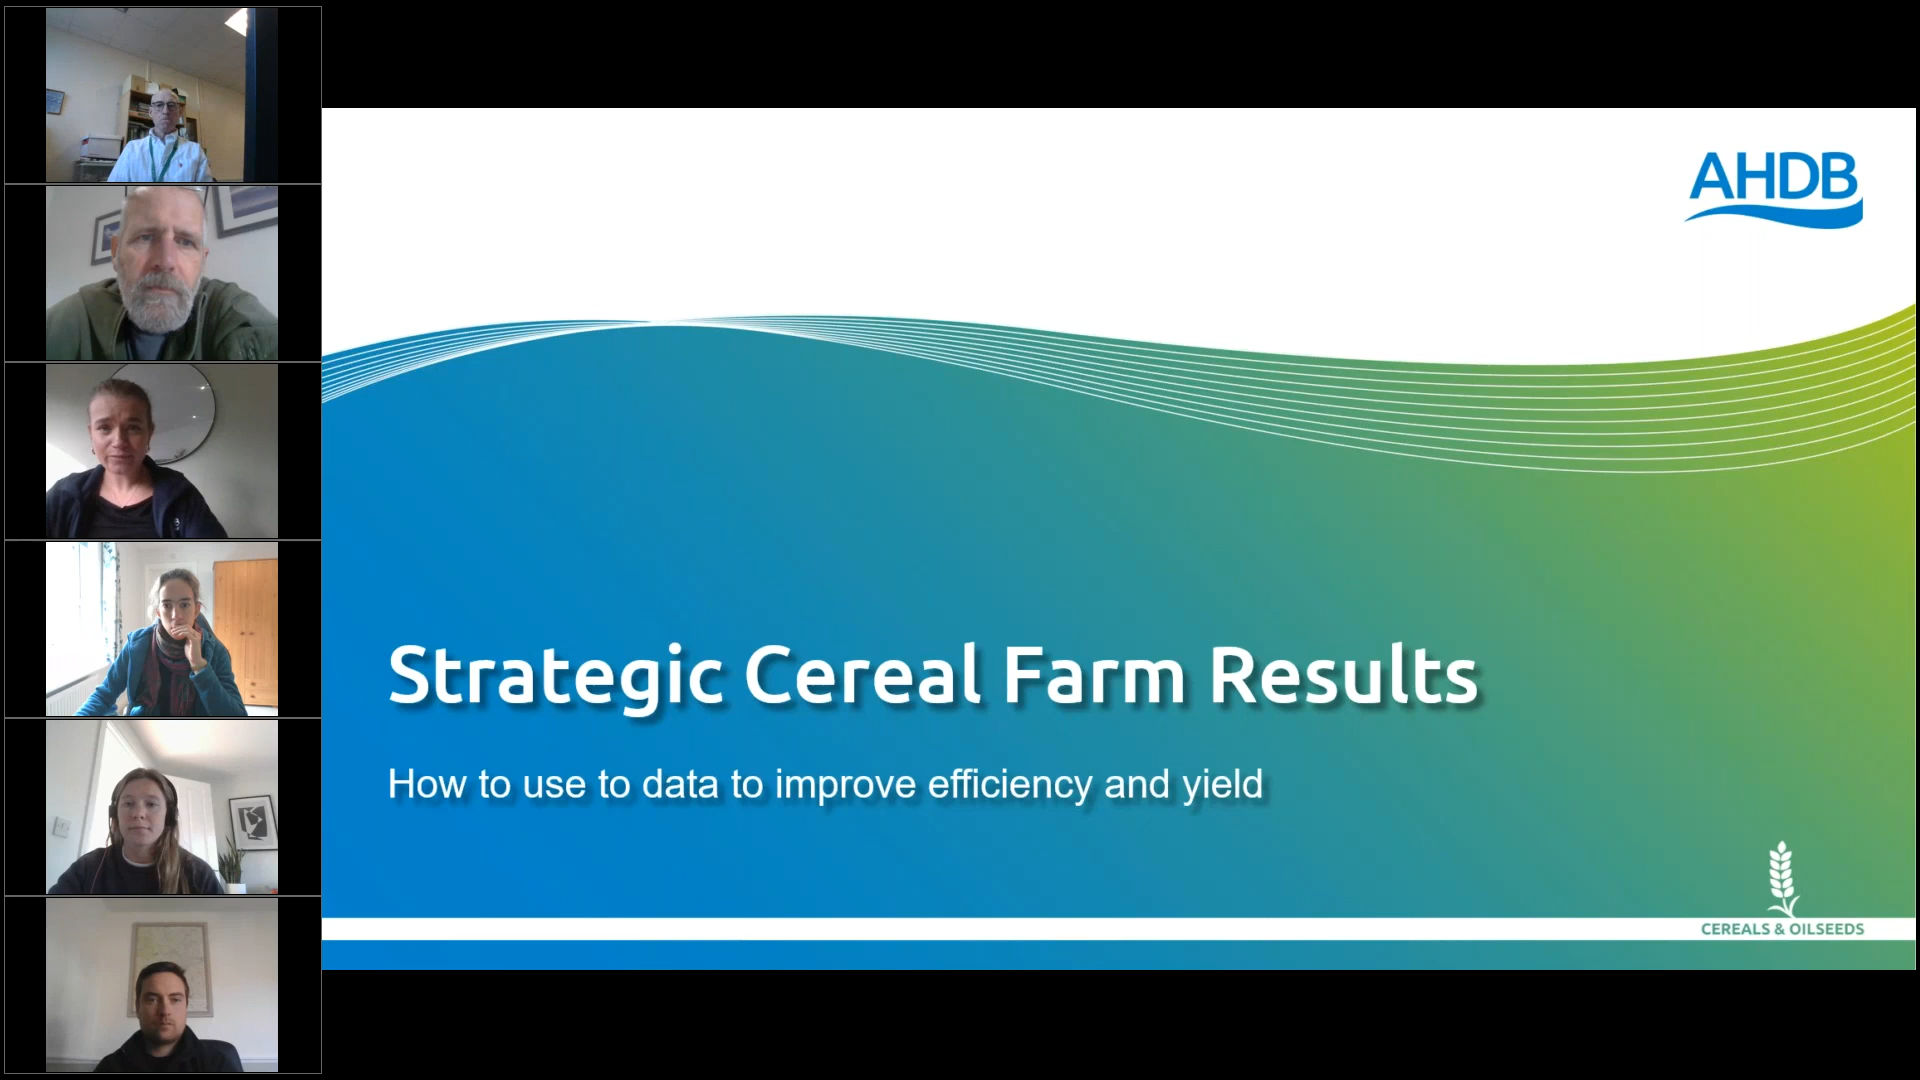 AHDB
Strategic Cereal Farm Results
How to use to data to improve efficiency and yield
CEREALS & OILSEEDS